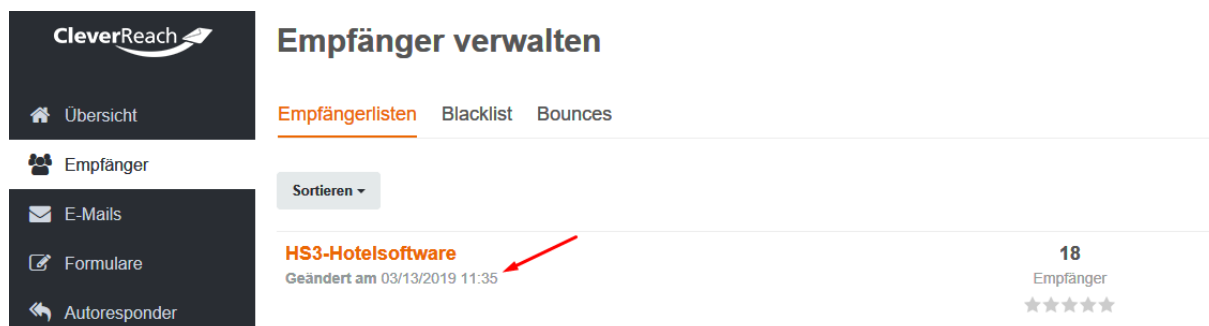 CleverReach
Übersicht
Empfänger
E-Mails
Formulare
Autoresponder
Empfänger verwalten
Empfängerlisten Blacklist Bounces
Sortieren
HS3-Hotelsoftware
Geändert am 03/13/2019 11:35
18
Empfänger